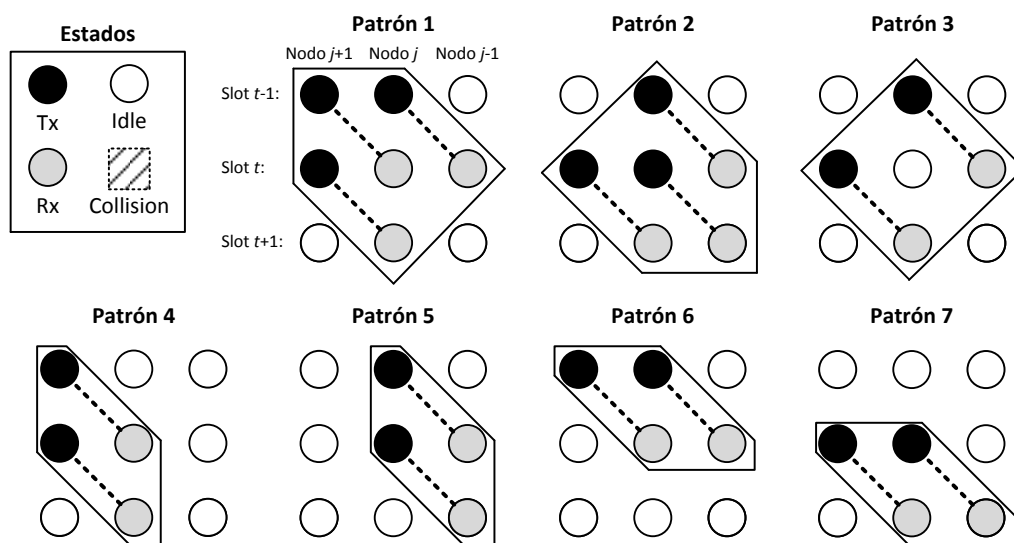 Estados
Tx
Idle
Rx
Collision
Patrón 1
Patrón 2
Patrón 3
Nodo j+1
Nodo j
Nodo j-1
Slot t-1:
Slot t:
Slot t+1:
Patrón 4
Patrón 5
Patrón 6
Patrón 7